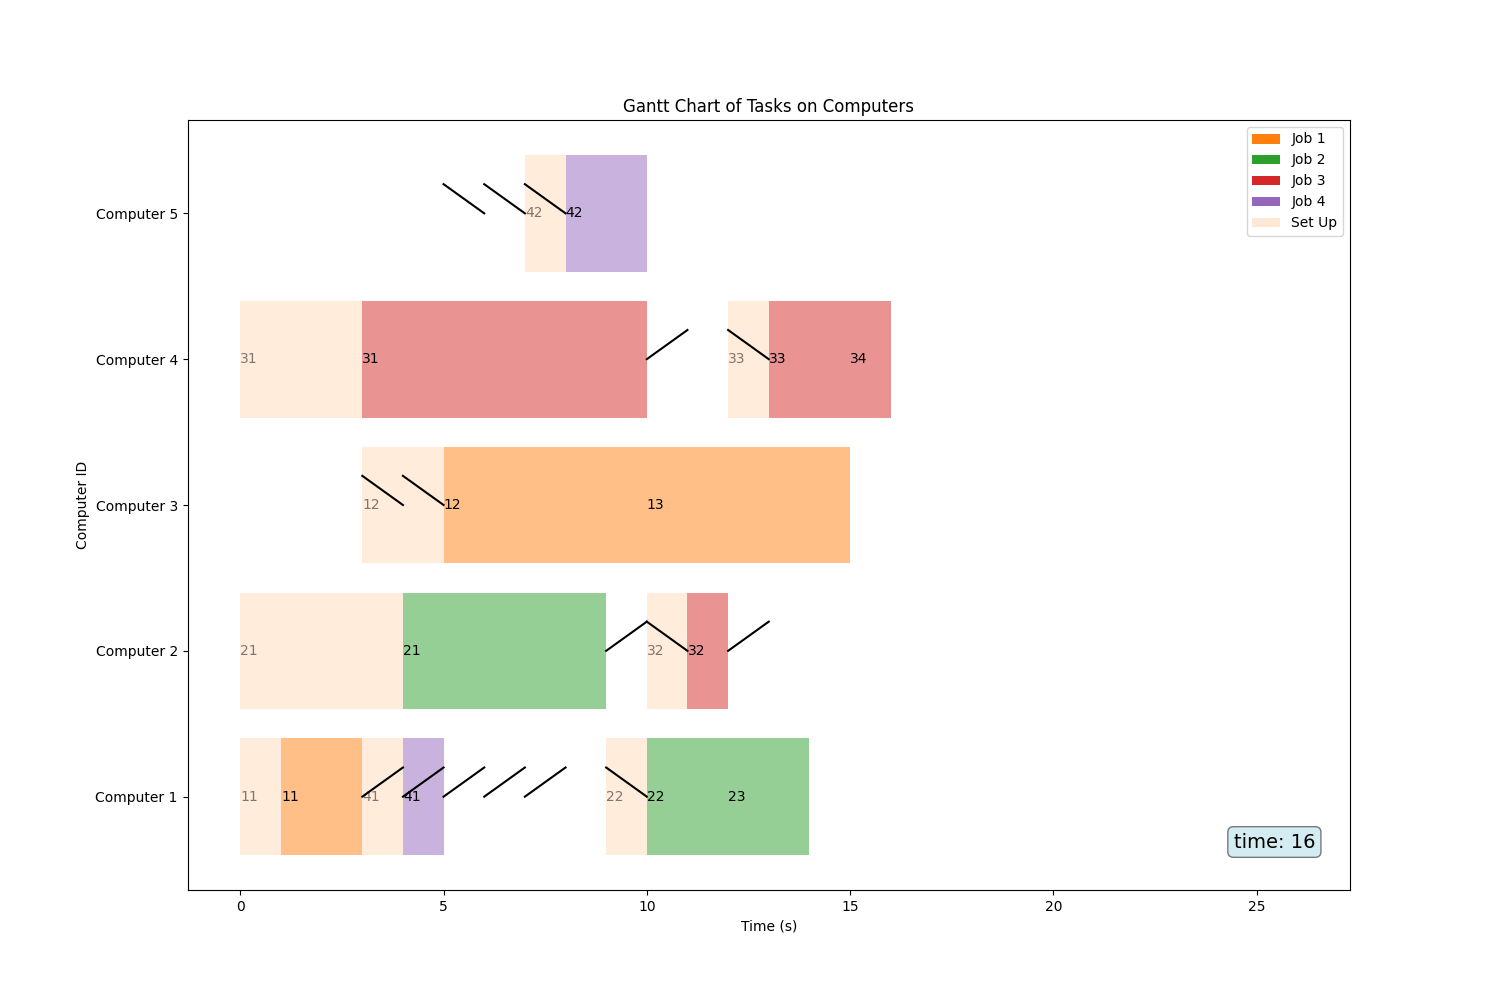 Gantt Chart of Tasks on Computers
Job 1
Job 2
Job 3
Job 4
Set Up
Computer 5
42 42
Computer 4
31 31 33 33 34
Computer 3
12 12 13
Computer 2
21 21 32 32
Computer 1
11 11 41 41 22 22 23
Computer ID
time: 16
0 5 10 15 20 25
Time (s)